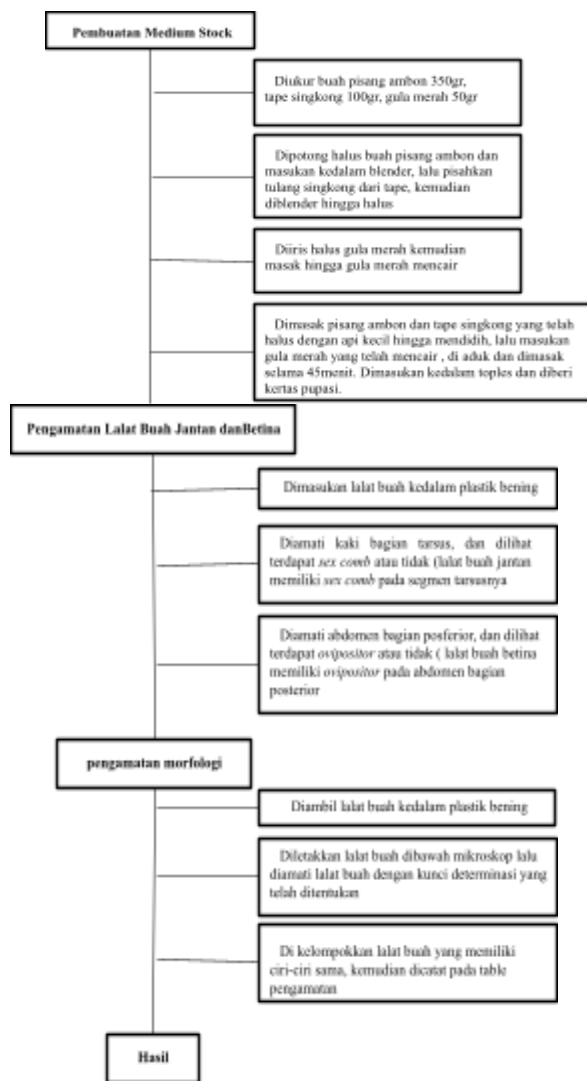 Pembuatan Medium Stock
Diukur buah pisang ambon 350gr,
tape singkong 100gr, gula merah 50gr
Dipotong halus buah pisang ambon dan
masukan kedalam blender, lalu pisahkan
tulang singkong dari tape, kemudian
diblender hingga halus
Diiris halus gula merah kemudian
masak hingga gula merah mencair
Dimasak pisang ambon dan tape singkong yang telah
halus dengan api kecil hingga mendidih, lalu masukan
gula merah yang telah mencair , di aduk dan dimasak
selama 45menit. Dimasukan kedalam toples dan diberi
kertas pupasi.
Pengamatan Lalat Buah Jantan danBetina
Dimasukan lalat buah kedalam plastik bening
Diamati kaki bagian tarsus, dan dilihat
terdapat sex comb atau tidak (lalat buah jantan
memiliki sex comb pada segmen tarsusnya
Diamati abdomen bagian posferior, dan dilihat
terdapat ovipositor atau tidak ( lalat buah betina
memiliki ovipositor pada abdomen bagian
posterior
pengamatan morfologi
Diambil lalat buah kedalam plastik bening
Diletakkan lalat buah dibawah mikroskop lalu
diamati lalat buah dengan kunci determinasi yang
telah ditentukan
Di kelompokkan lalat buah yang memiliki
ciri-ciri sama, kemudian dicatat pada table
pengamatan
Hasil